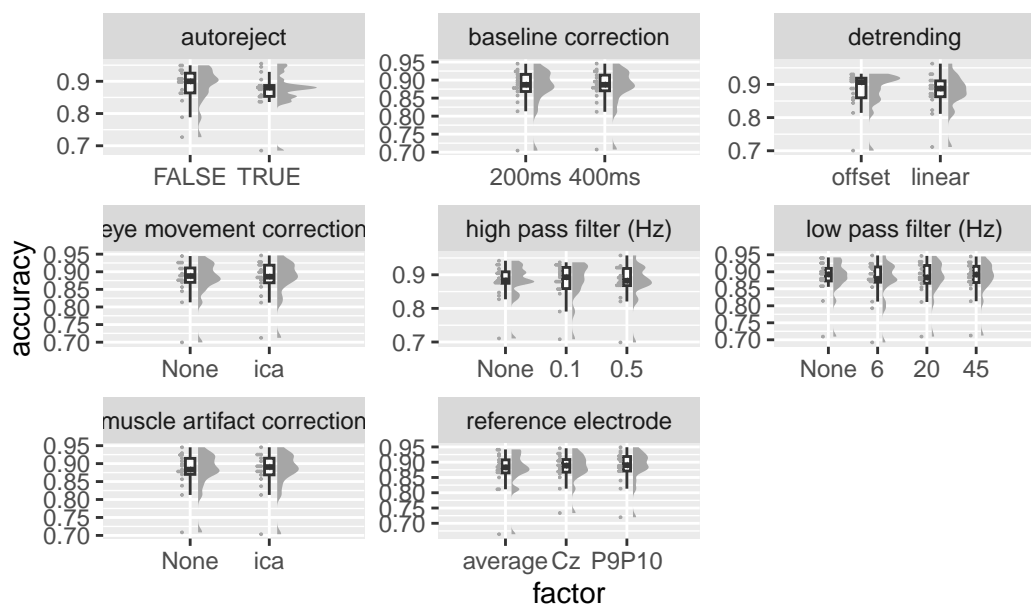 autoreject
0.9
0.8
0.7
FALSE TRUE
baseline correction
0.95
0.90
0.85
0.80
0.75
0.70
200ms 400ms
detrending
0.9
0.8
0.7
offset linear
accuracy
eye movement correction
0.95
0.90
0.85
0.80
0.75
0.70
None ica
high pass filter (Hz)
0.9
0.8
0.7
None 0.1 0.5
low pass filter (Hz)
0.95
0.90
0.85
0.80
0.75
0.70
None 6 20 45
muscle artifact correction
0.95
0.90
0.85
0.80
0.75
0.70
None ica
reference electrode
0.95
0.90
0.85
0.80
0.75
0.70
average Cz P9P10
factor